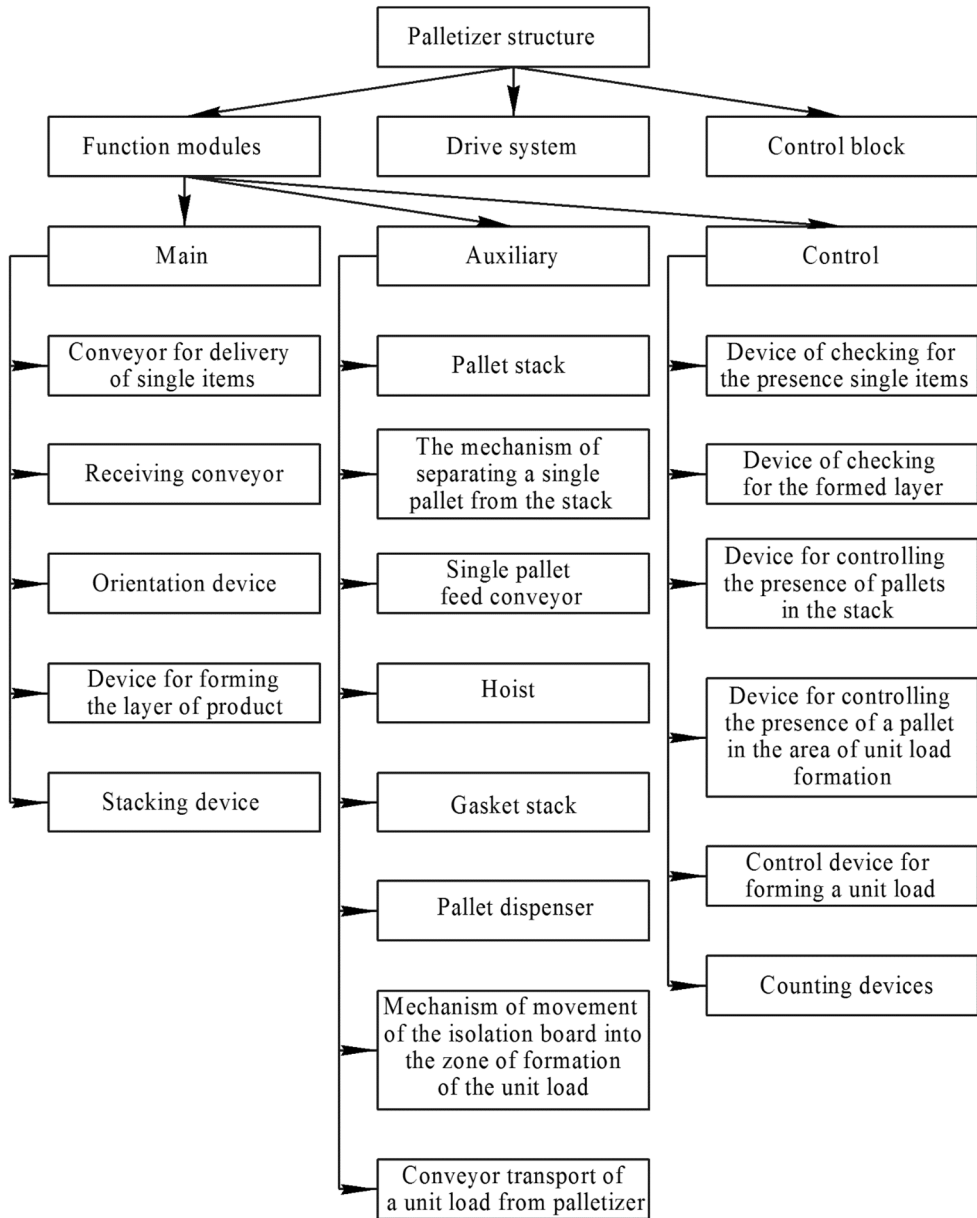 Palletizer structure
Function modules
Drive system
Control block
Main
Auxiliary
Control
Conveyor for delivery
of single items
Receiving conveyor
Orientation device
Device for forming
the layer of product
Stacking device
Pallet stack
The mechanism of
separating a single
pallet from the stack
Single pallet
feed conveyor
Hoist
Gasket stack
Pallet dispenser
Mechanism of movement
of the isolation board into
the zone of formation
of the unit load
Conveyor transport of
a unit load from palletizer
Device of checking for
the presence single items
Device of checking
for the formed layer
Device for controlling
the presence of pallets
in the stack
Device for controlling
the presence of a pallet
in the area of unit load
formation
Control device for
forming a unit load
Counting devices